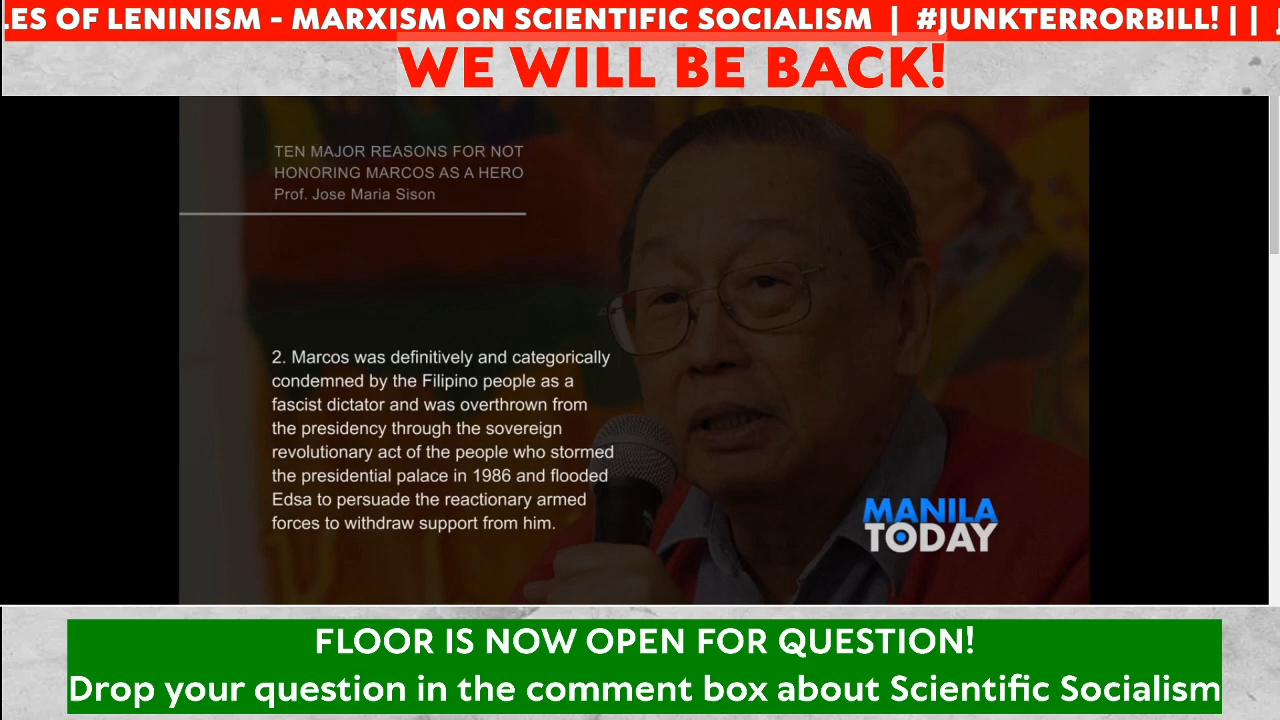 ES OF LENINISM - MARXISM ON SCIENTIFIC SOCIALISM | #JUNKTERRORBILL! | |
WE WILL BE BACK!
TEN MAJOR REASONS FOR NOT
HONORING MARCOS AS A HERO
Prof. Jose Maria Sison
2. Marcos was definitively and categorically
condemned by the Filipino people as a
fascist dictator and was overthrown from
the presidency through the sovereign
revolutionary act of the people who stormed
the presidential palace in 1986 and flooded
Edsa to persuade the reactionary armed
forces to withdraw support from him.
MANILA
TODAY
FLOOR IS NOW OPEN FOR QUESTION!
Drop your question in the comment box about Scientific Socialism